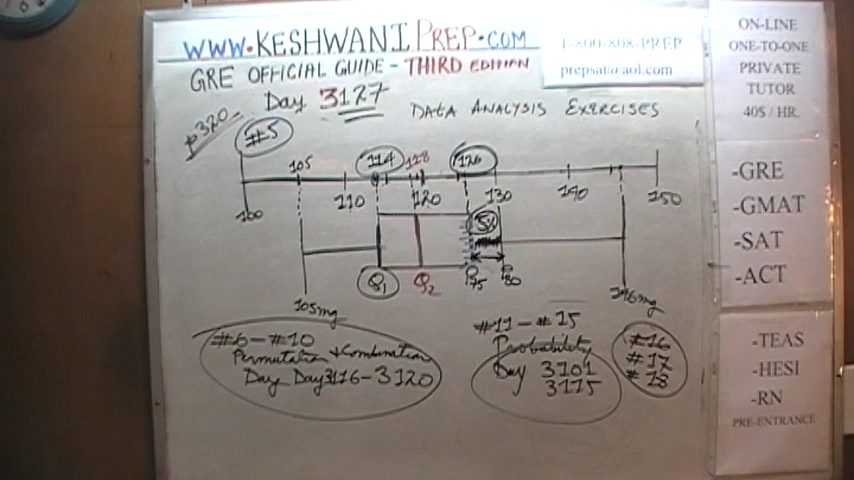 WWW.KESHWANIPREP.COM
GRE OFFICIAL GUIDE - THIRD EDITION
Day 3127
DATA ANALYSIS EXERCISES
p320
#5
105 114 118 126
100 110 120 130 140 150
5%
Q1 Q2 P75 P80
105mg
#6 - #10
Permutation & Combination
Day Day 3116 - 3120
#11 - #15
Probability
Day 3101
3115
#16
#17
#18
1-800-808-PREP
prepsat@aol.com
ON-LINE
ONE-TO-ONE
PRIVATE
TUTOR
40$ / HR.
-GRE
-GMAT
-SAT
-ACT
-TEAS
-HESI
-RN
PRE-ENTRANCE